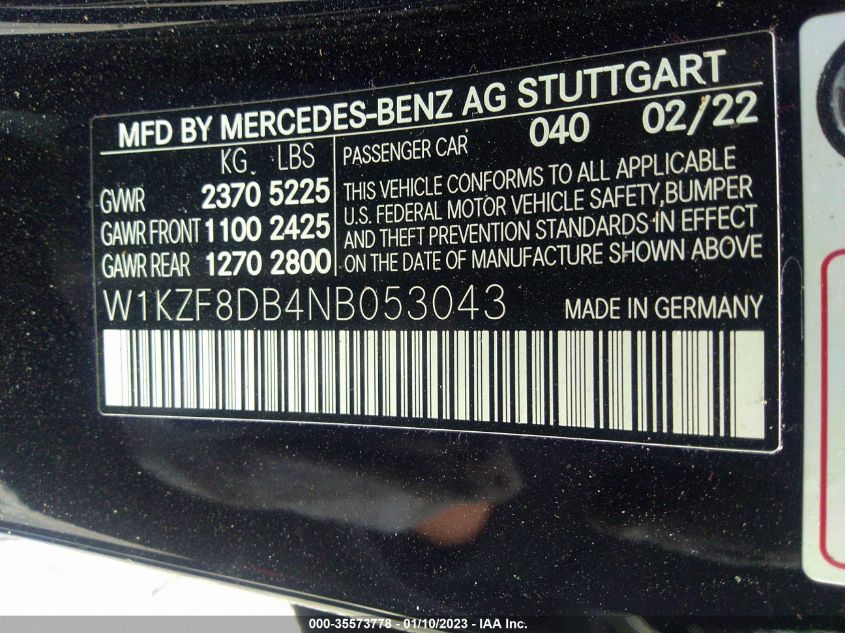 MFD BY MERCEDES-BENZ AG STUTTGART
KG. LBS PASSENGER CAR 040 02/22
GVWR 2370 5225
GAWR FRONT 1100 2425
GAWR REAR 1270 2800
THIS VEHICLE CONFORMS TO ALL APPLICABLE
U.S. FEDERAL MOTOR VEHICLE SAFETY, BUMPER
AND THEFT PREVENTION STANDARDS IN EFFECT
ON THE DATE OF MANUFACTURE SHOWN ABOVE
W1KZF8DB4NB053043 MADE IN GERMANY
000-35573778 - 01/10/2023 - IAA Inc.